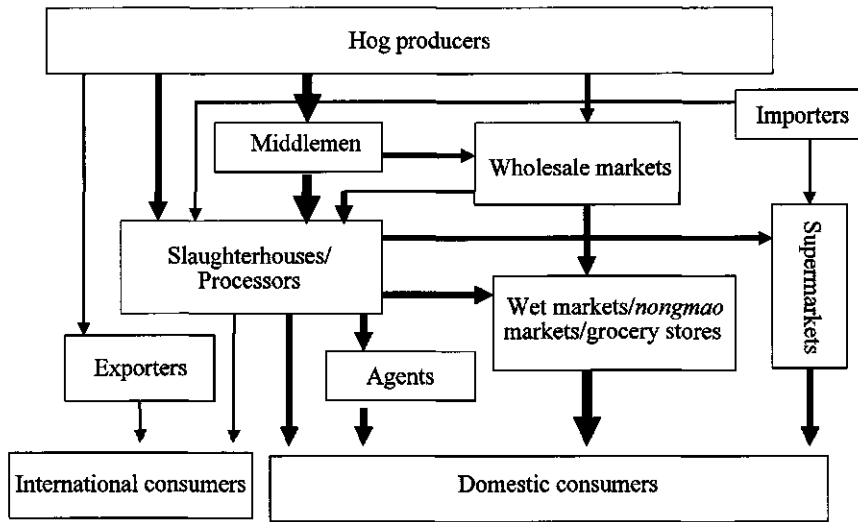 Hog producers
Importers
Middlemen
Wholesale markets
Slaughterhouses/
Processors
Supermarkets
Wet markets/nongmao
markets/grocery stores
Exporters
Agents
International consumers
Domestic consumers